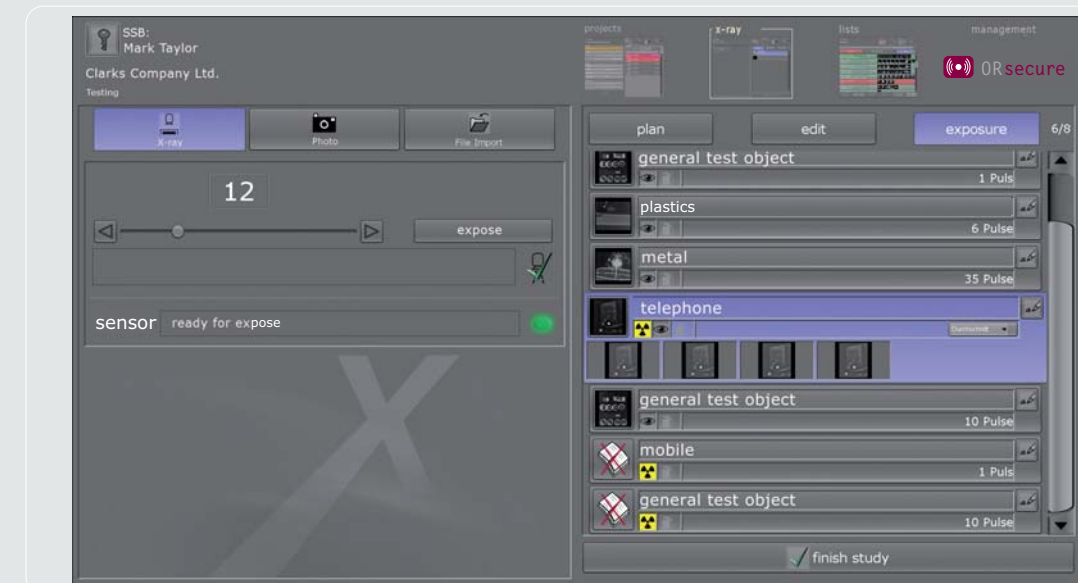 SSB:
Mark Taylor
Clarks Company Ltd.
Testing
projects
x-ray
lists
management
ORsecure
X-ray
Photo
File Import
12
expose
sensor ready for expose
plan
edit
exposure
6/8
general test object
1 Puls
plastics
6 Pulse
metal
35 Pulse
telephone
general test object
10 Pulse
mobile
1 Puls
general test object
10 Pulse
finish study